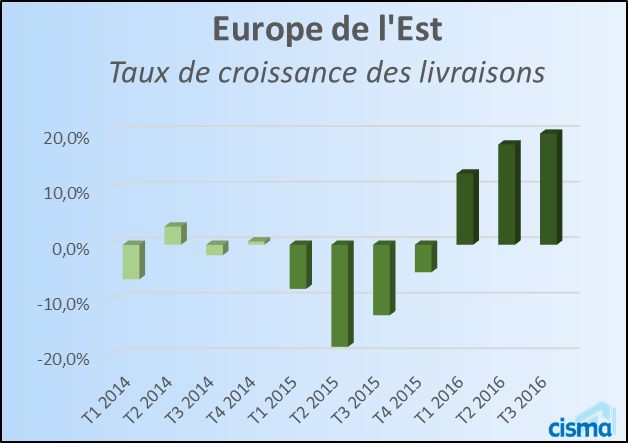 Europe de l'Est
Taux de croissance des livraisons
20,0%
10,0%
0,0%
-10,0%
-20,0%
T1 2014
T2 2014
T3 2014
T4 2014
T1 2015
T2 2015
T3 2015
T4 2015
T1 2016
T2 2016
T3 2016
cisma